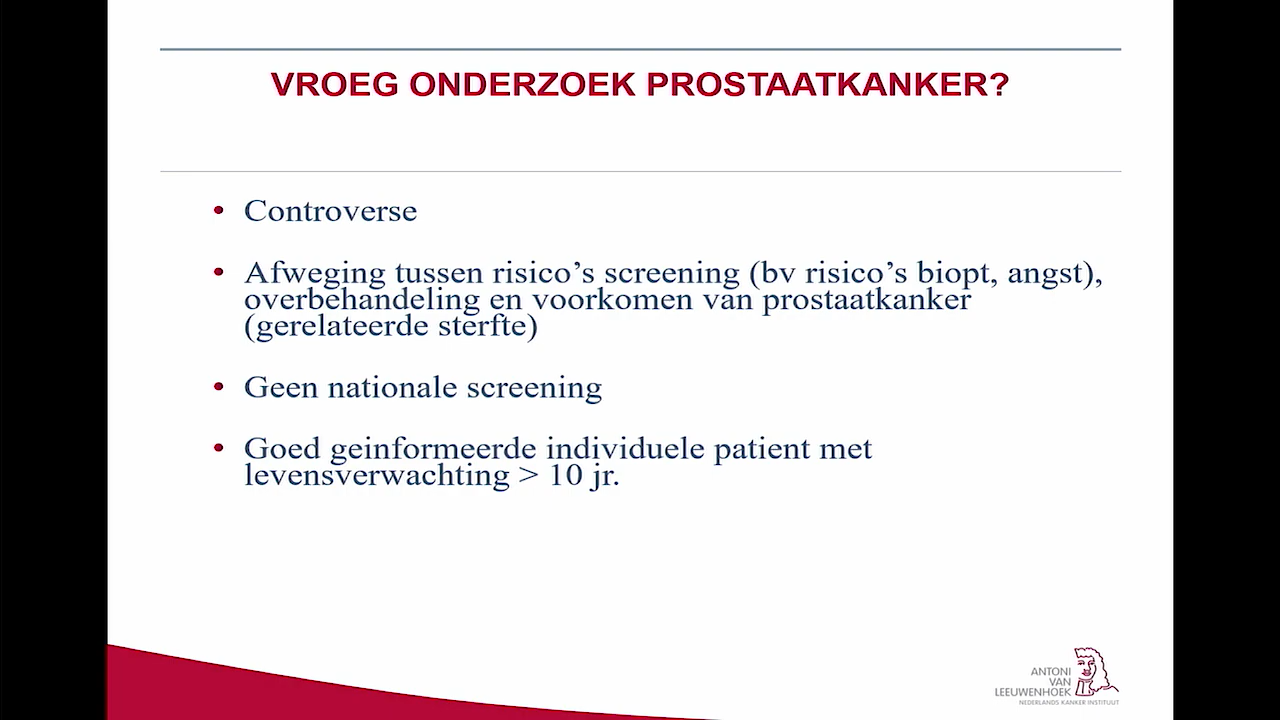 VROEG ONDERZOEK PROSTAATKANKER?
• Controverse
• Afweging tussen risico’s screening (bv risico’s biopt, angst),
overbehandeling en voorkomen van prostaatkanker
(gerelateerde sterfte)
• Geen nationale screening
• Goed geinformeerde individuele patient met
levensverwachting > 10 jr.
ANTONI
VAN
LEEUWENHOEK
NEDERLANDS KANKER INSTITUUT